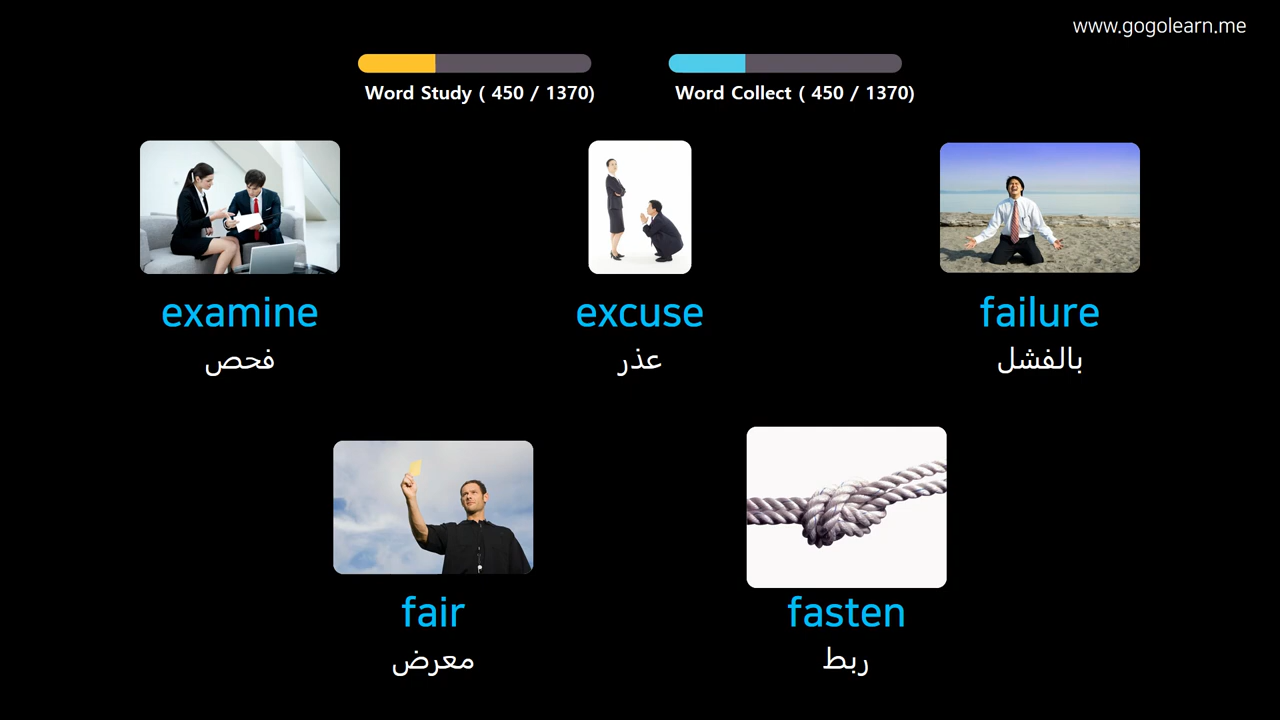 www.gogolearn.me
Word Study ( 450 / 1370)
Word Collect ( 450 / 1370)
examine
فحص
excuse
عذر
failure
بالفشل
fair
معرض
fasten
ربط